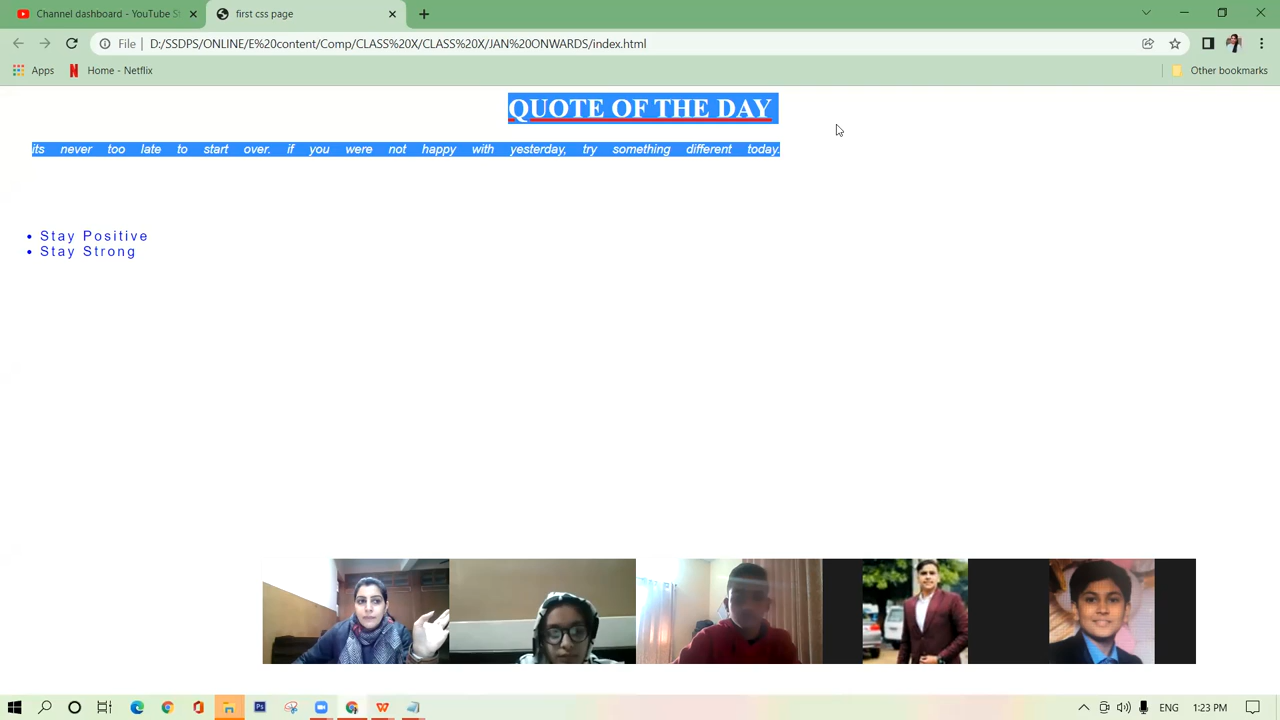 Channel dashboard - YouTube S
first css page
File
D:/SSDPS/ONLINE/E%20content/Comp/CLASS%20X/CLASS%20X/JAN%20ONWARDS/index.html
Apps
Home - Netflix
Other bookmarks
QUOTE OF THE DAY
its never too late to start over. if you were not happy with yesterday, try something different today.
• Stay Positive
• Stay Strong
ENG
1:23 PM